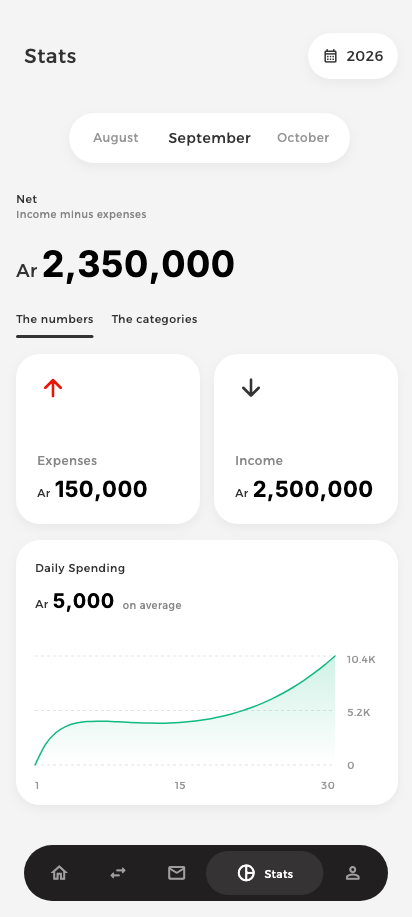 Stats
2026
August September October
Net
Income minus expenses
Ar 2,350,000
The numbers The categories
Expenses
Ar 150,000
Income
Ar 2,500,000
Daily Spending
Ar 5,000 on average
10.4K
5.2K
0
1 15 30
Stats